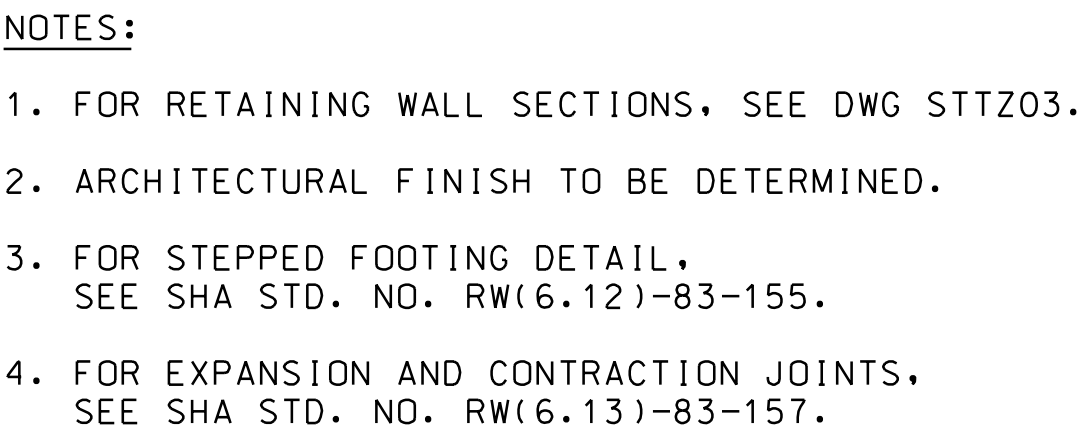 NOTES:
1. FOR RETAINING WALL SECTIONS, SEE DWG STTZ03.
2. ARCHITECTURAL FINISH TO BE DETERMINED.
3. FOR STEPPED FOOTING DETAIL,
SEE SHA STD. NO. RW(6.12)-83-155.
4. FOR EXPANSION AND CONTRACTION JOINTS,
SEE SHA STD. NO. RW(6.13)-83-157.